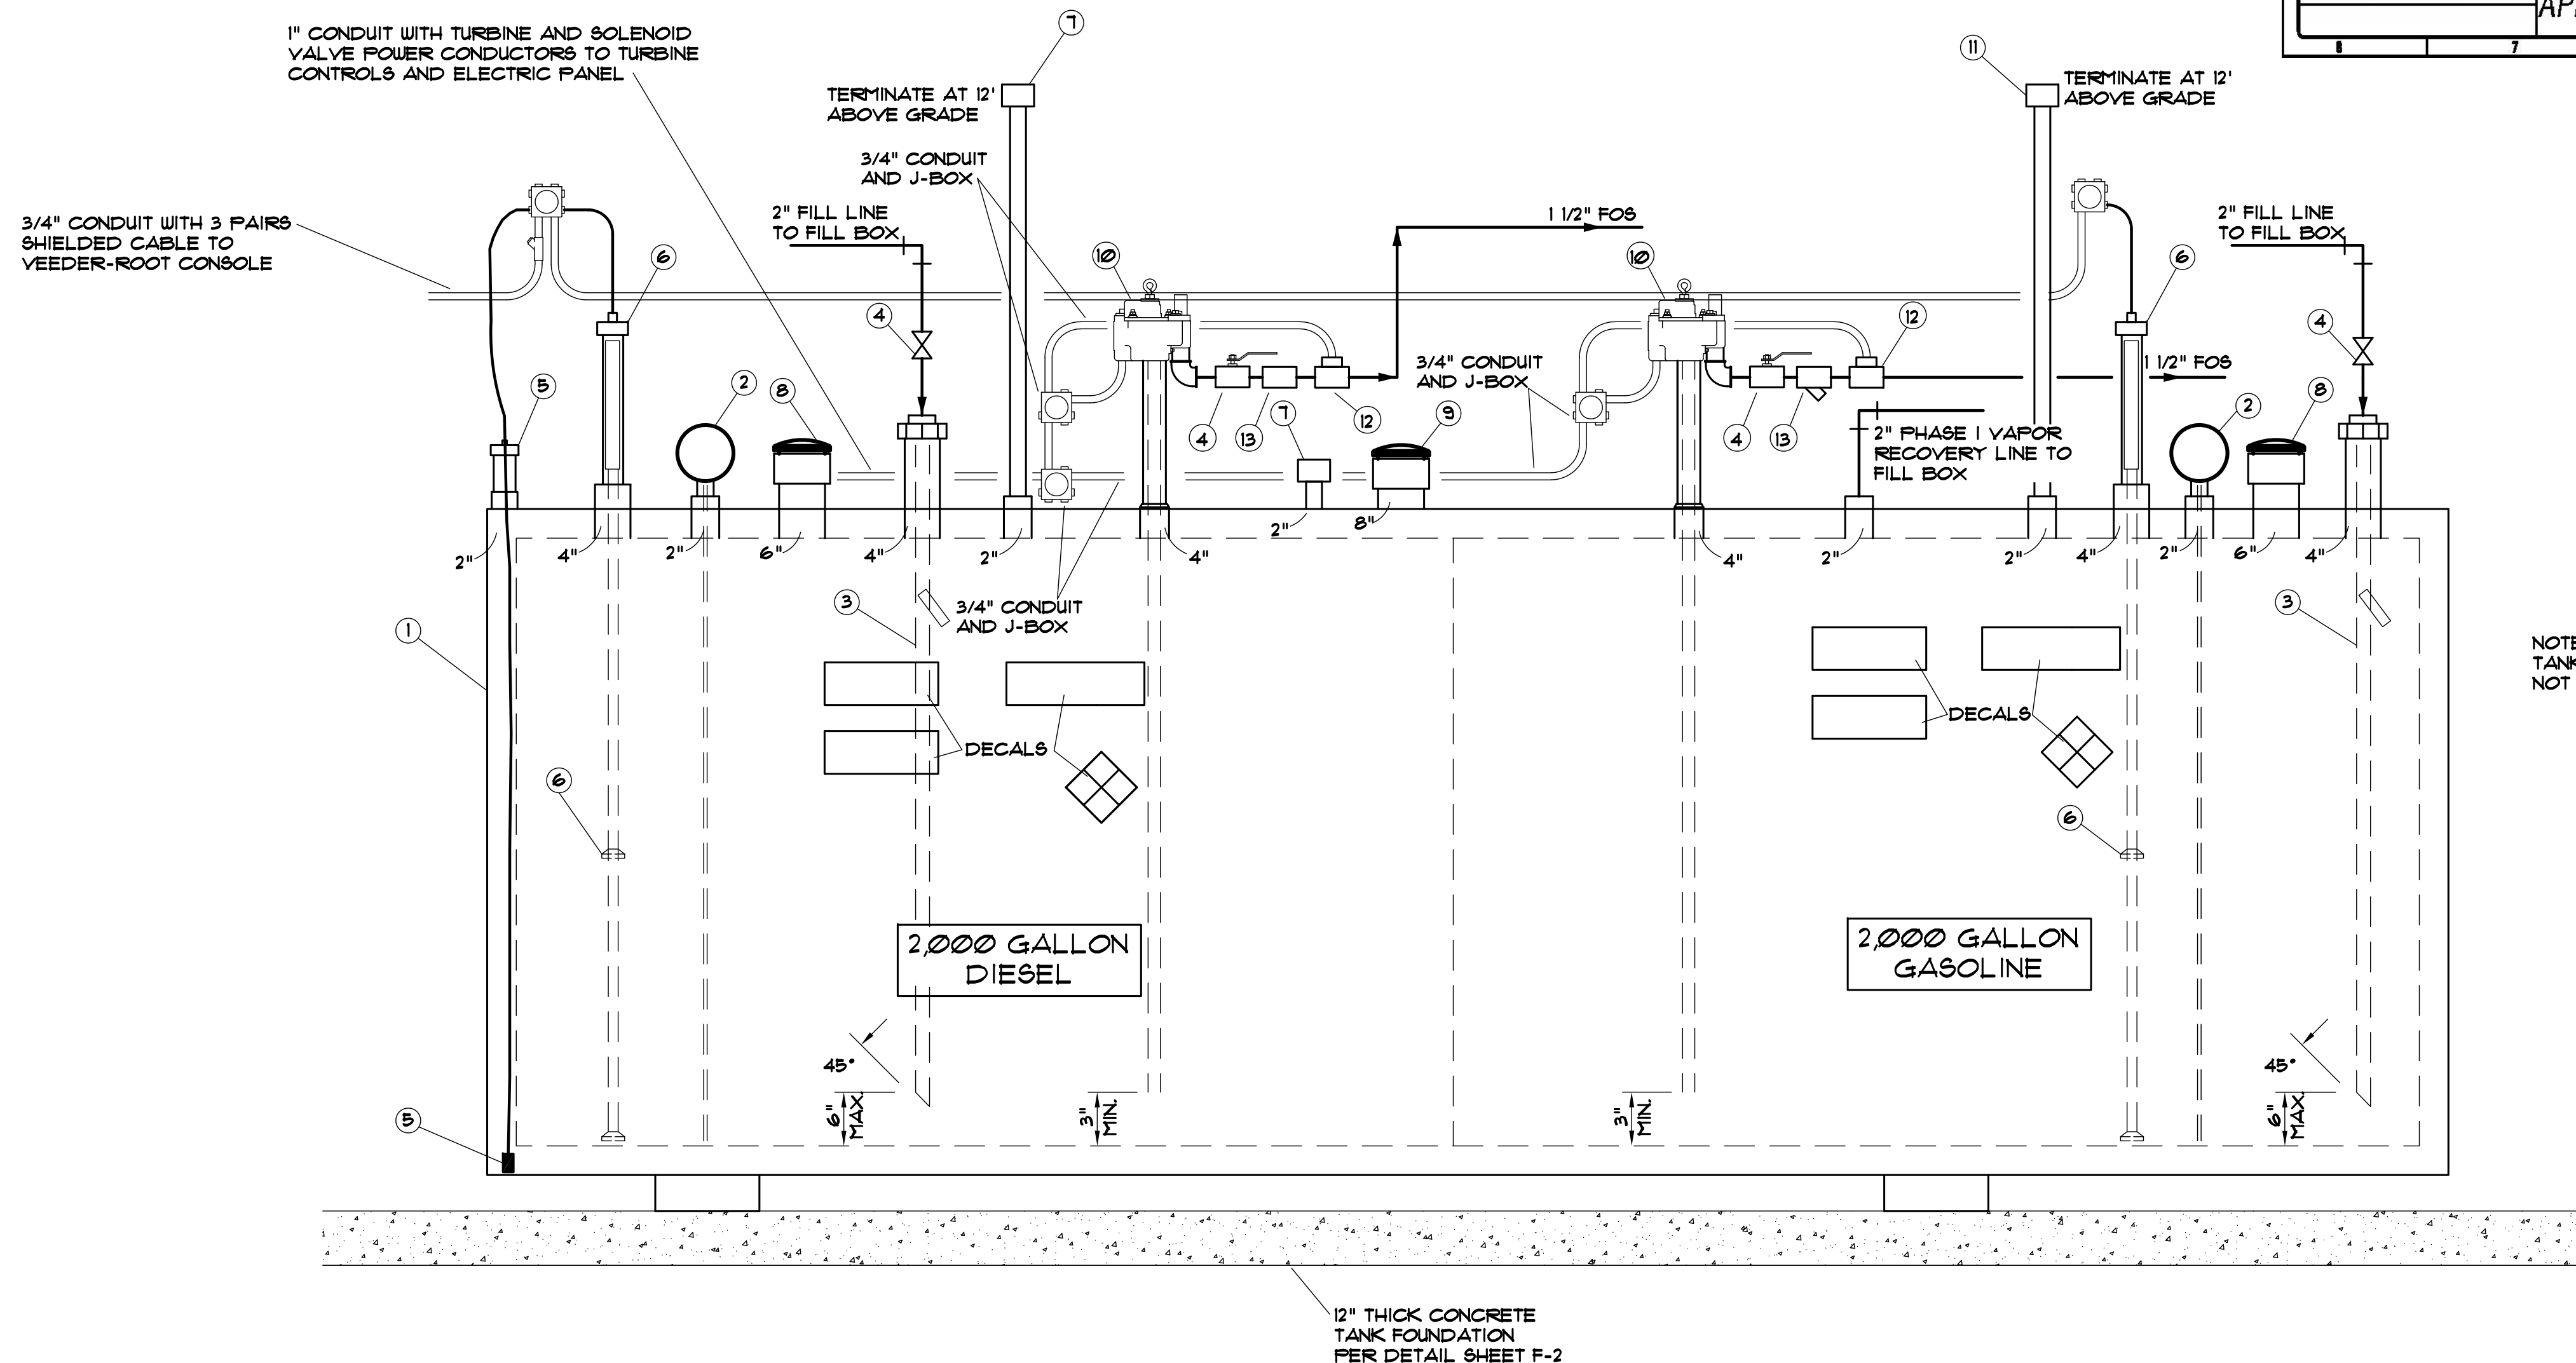 AP
6
7
1" CONDUIT WITH TURBINE AND SOLENOID
VALVE POWER CONDUCTORS TO TURBINE
CONTROLS AND ELECTRIC PANEL
7
11
TERMINATE AT 12'
ABOVE GRADE
TERMINATE AT 12'
ABOVE GRADE
3/4" CONDUIT
AND J-BOX
3/4" CONDUIT WITH 3 PAIRS
SHIELDED CABLE TO
VEEDER-ROOT CONSOLE
2" FILL LINE
TO FILL BOX
1 1/2" FOS
2" FILL LINE
TO FILL BOX
6
10
10
6
4
12
4
3/4" CONDUIT
AND J-BOX
1 1/2" FOS
5
2
8
7
9
12
4
13
4
13
2
8
2" PHASE I VAPOR
RECOVERY LINE TO
FILL BOX
2"
4"
2"
6"
4"
2"
4"
2"
8"
4"
2"
2"
4"
2"
6"
4"
3
3/4" CONDUIT
AND J-BOX
3
1
NOTE
TANK
NOT
DECALS
DECALS
6
6
2,000 GALLON
DIESEL
2,000 GALLON
GASOLINE
45°
45°
6"
MAX.
3"
MIN.
3"
MIN.
6"
MAX.
5
12" THICK CONCRETE
TANK FOUNDATION
PER DETAIL SHEET F-2